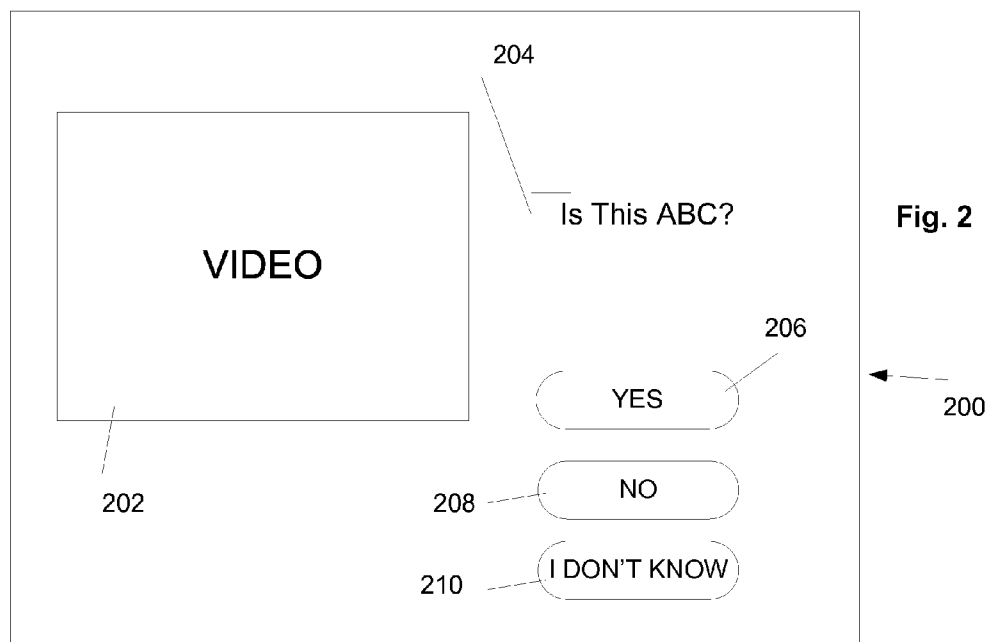 204
Is This ABC?
Fig. 2
VIDEO
206
YES
200
202
208
NO
210
I DON'T KNOW